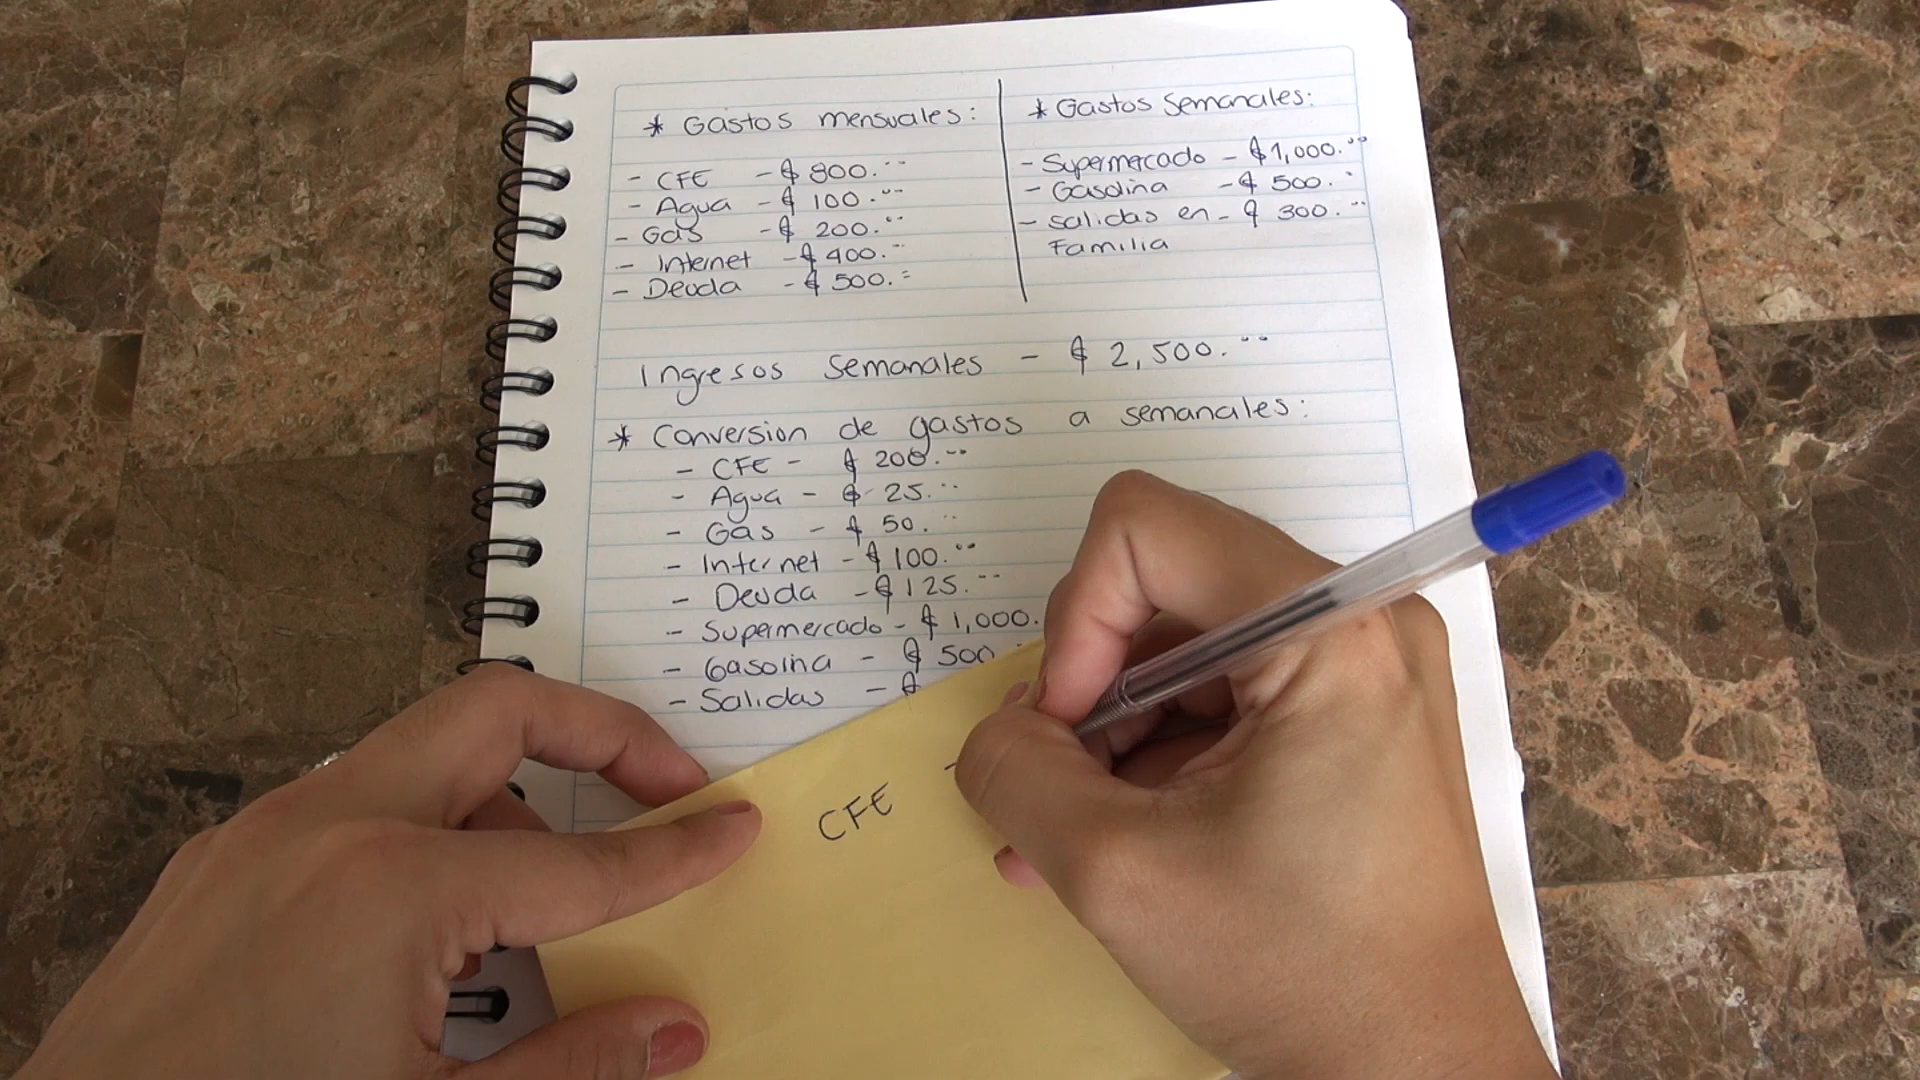 * Gastos mensuales:
- CFE - $ 800.00
- Agua - $ 100.00
- Gas - $ 200.00
- Internet - $ 400.00
- Deuda - $ 500.00
* Gastos Semanales:
- Supermercado - $ 1,000.00
- Gasolina - $ 500.00
- Salidas en - $ 300.00
Familia
Ingresos Semanales - $ 2,500.00
* Conversion de gastos a semanales:
- CFE - $ 200.00
- Agua - $ 25.00
- Gas - $ 50.00
- Internet - $ 100.00
- Deuda - $ 125.00
- Supermercado - $ 1,000.
- Gasolina - $ 500
- Salidas - $
CFE -